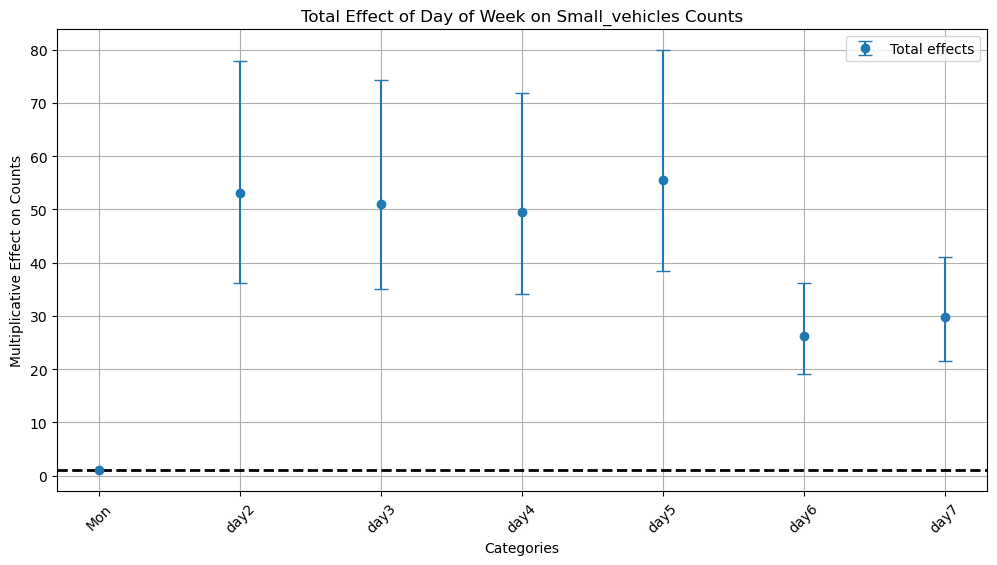 Total Effect of Day of Week on Small_vehicles Counts
Total effects
Multiplicative Effect on Counts
80
70
60
50
40
30
20
10
0
Mon
day2
day3
day4
day5
day6
day7
Categories